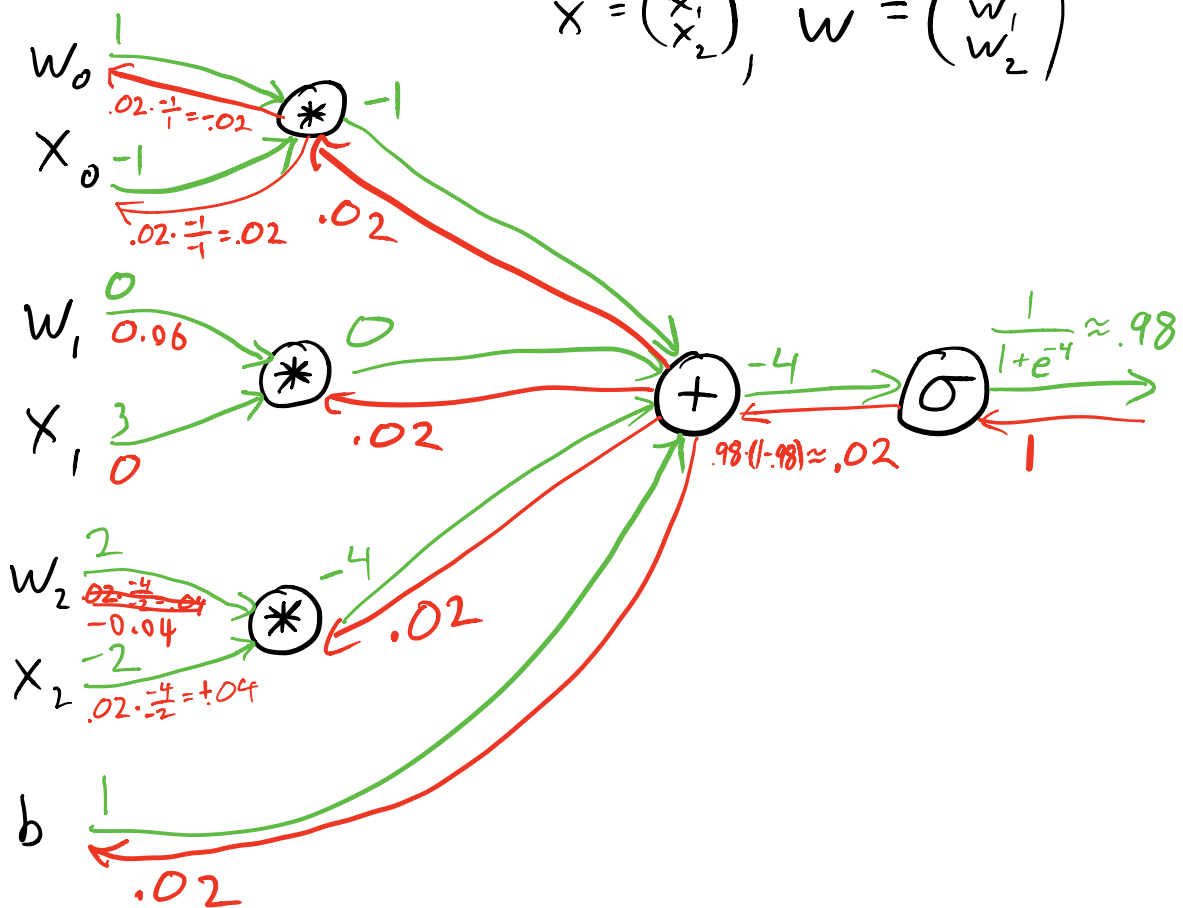 x = (x₁ x₂), w = (w₁ w₂)
1
w₀
.02 · -1/1 = -.02
* -1
x₀ -1
.02 · -1/-1 = .02
.02
0
w₁
0.06
* 0
3
x₁
0
.02
+ -4
.98·(1-.98) ≈ .02
σ
1/(1+e⁻⁴) ≈ .98
1
2
w₂
.02 · -4/-2 = .04
-0.04
* -4
-2
x₂
.02 · -4/-2 = +.04
.02
1
b
.02